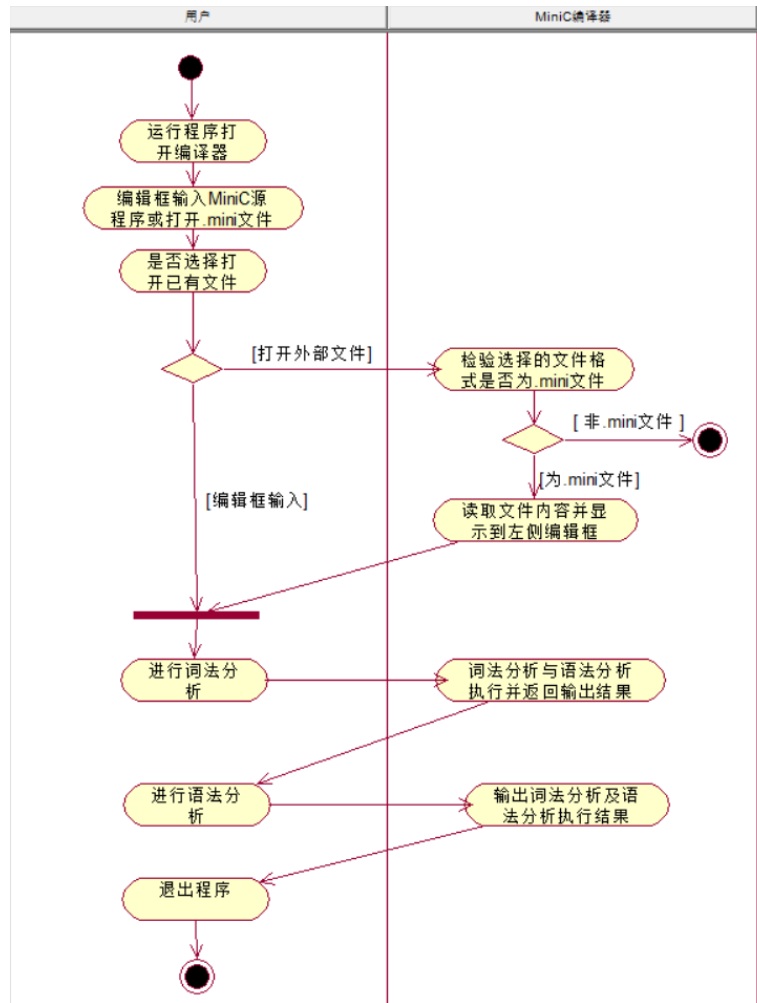 用户
MiniC编译器
运行程序打
开编译器
编辑框输入MiniC源
程序或打开.mini文件
是否选择打
开已有文件
[打开外部文件]
检验选择的文件格
式是否为.mini文件
[ 非.mini文件 ]
[为.mini文件]
[编辑框输入]
读取文件内容并显
示到左侧编辑框
进行词法分
析
词法分析与语法分析
执行并返回输出结果
进行语法分
析
输出词法分析及语
法分析执行结果
退出程序